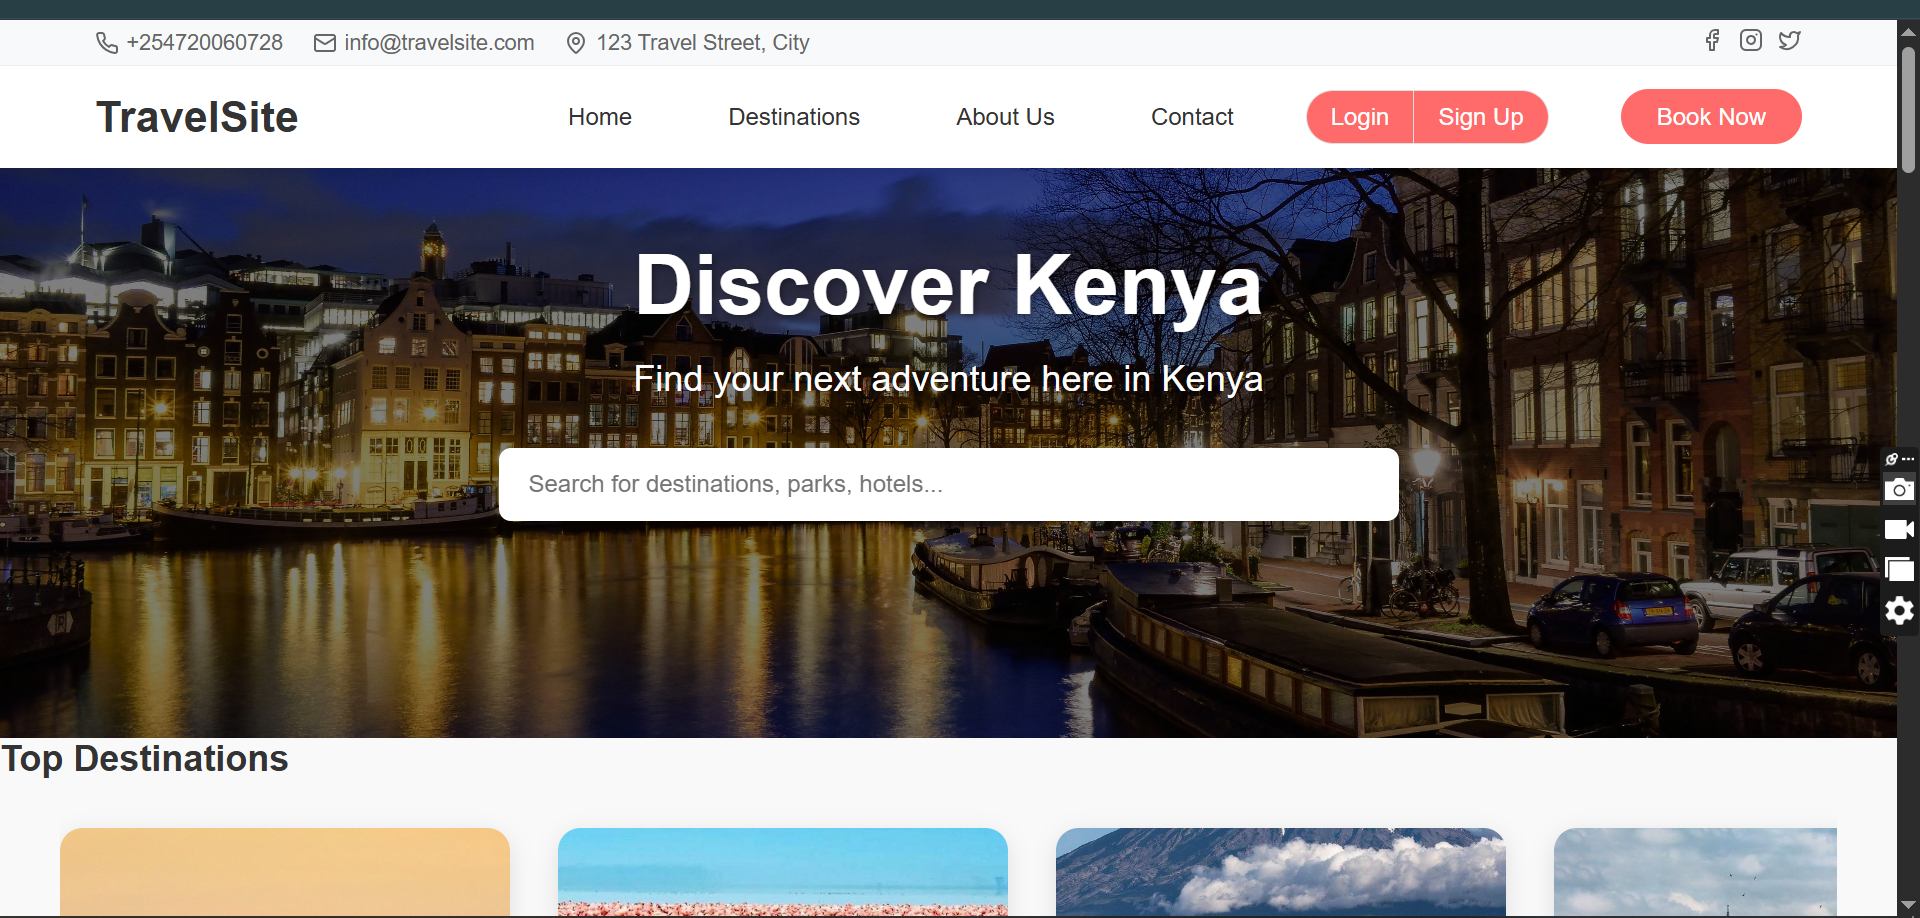 +254720060728 info@travelsite.com 123 Travel Street, City
TravelSite Home Destinations About Us Contact Login Sign Up Book Now
Discover Kenya
Find your next adventure here in Kenya
Search for destinations, parks, hotels...
Top Destinations